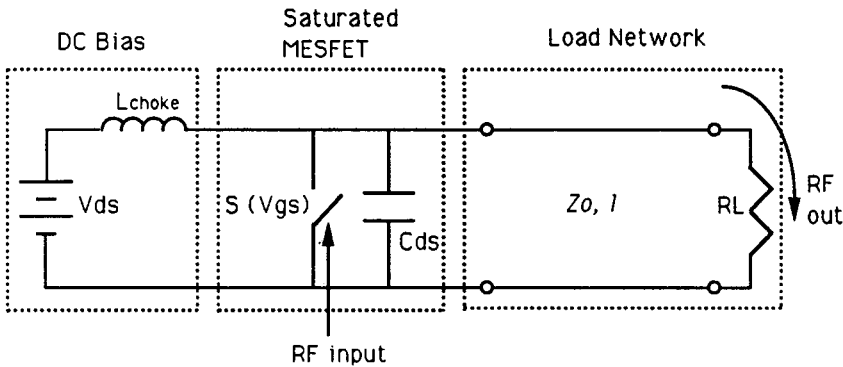 DC Bias
Saturated
MESFET
Load Network
Lchoke
Vds
S (Vgs)
Cds
Zo, l
RL
RF
out
RF input